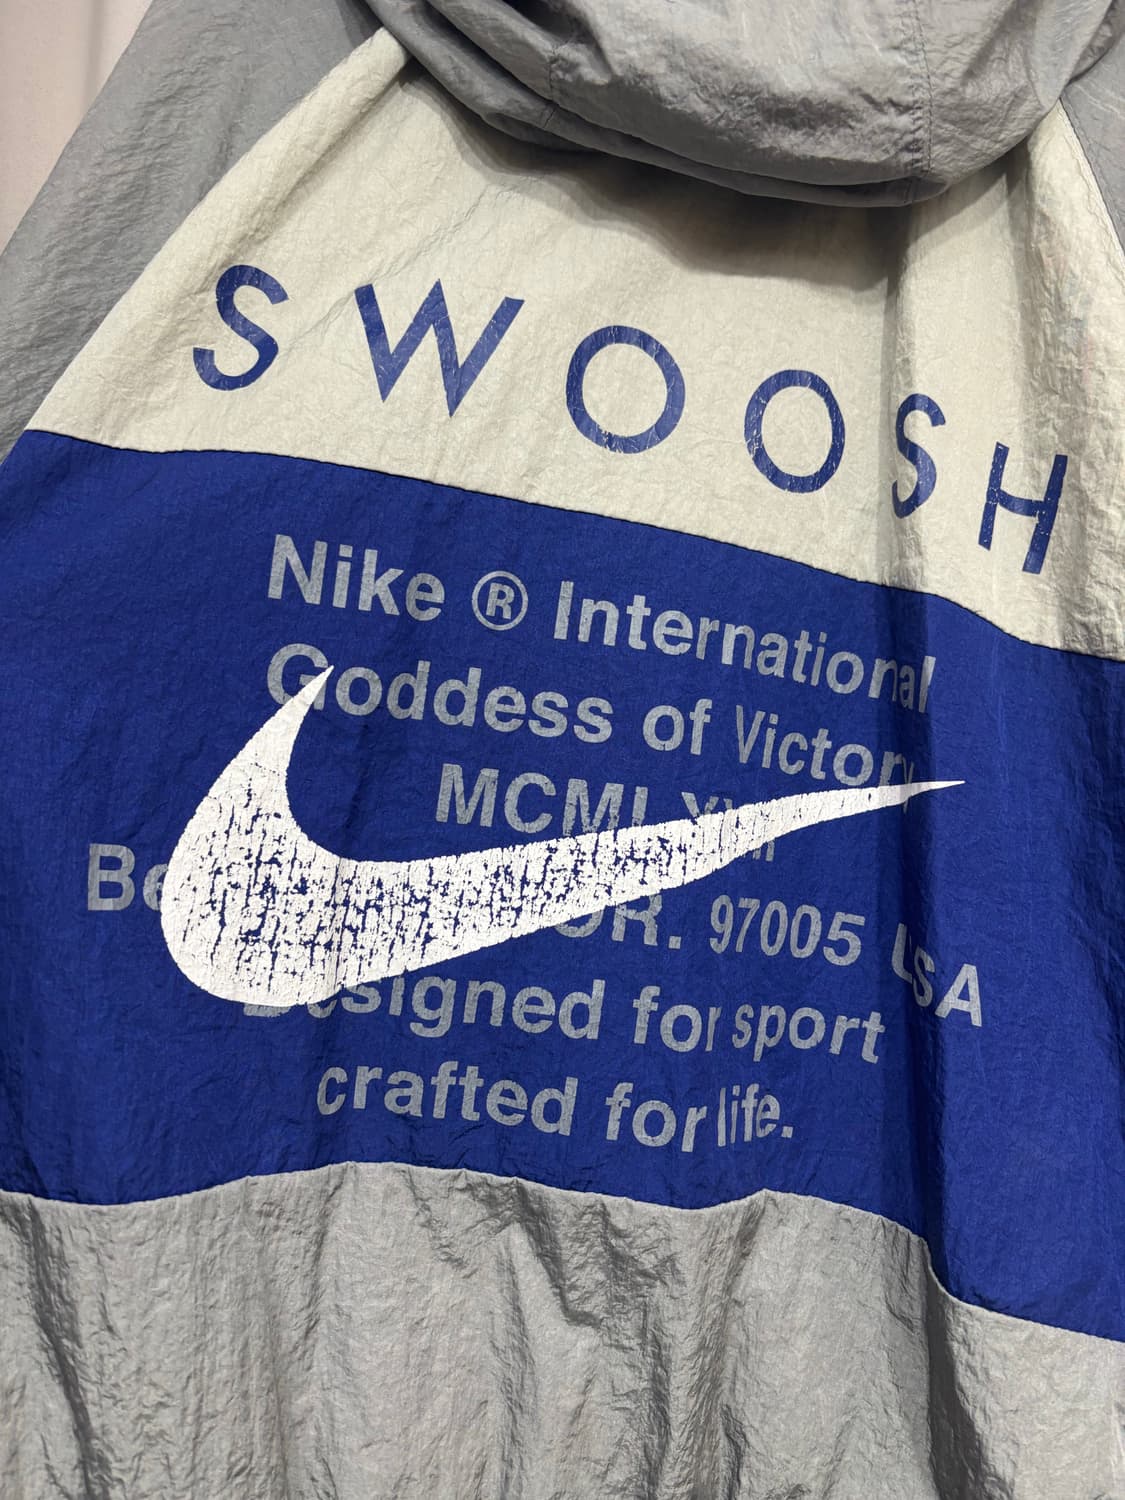 SWOOSH
Nike ® International
Goddess of Victory
OR. 97005 USA
Designed for sport
crafted for life.